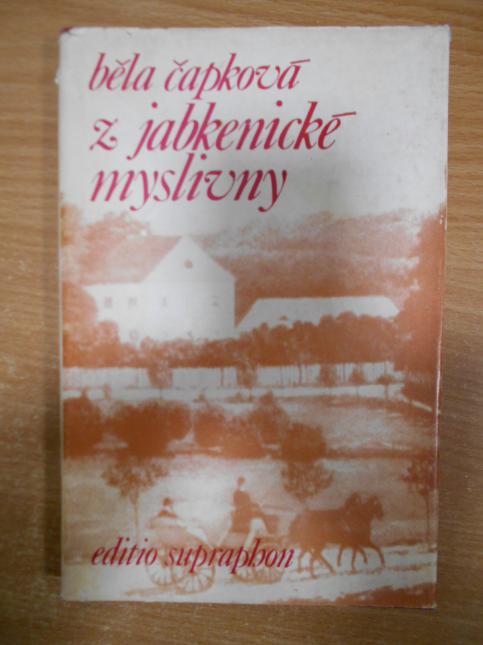 běla čapková
z jabkenické
myslivny
editio supraphon